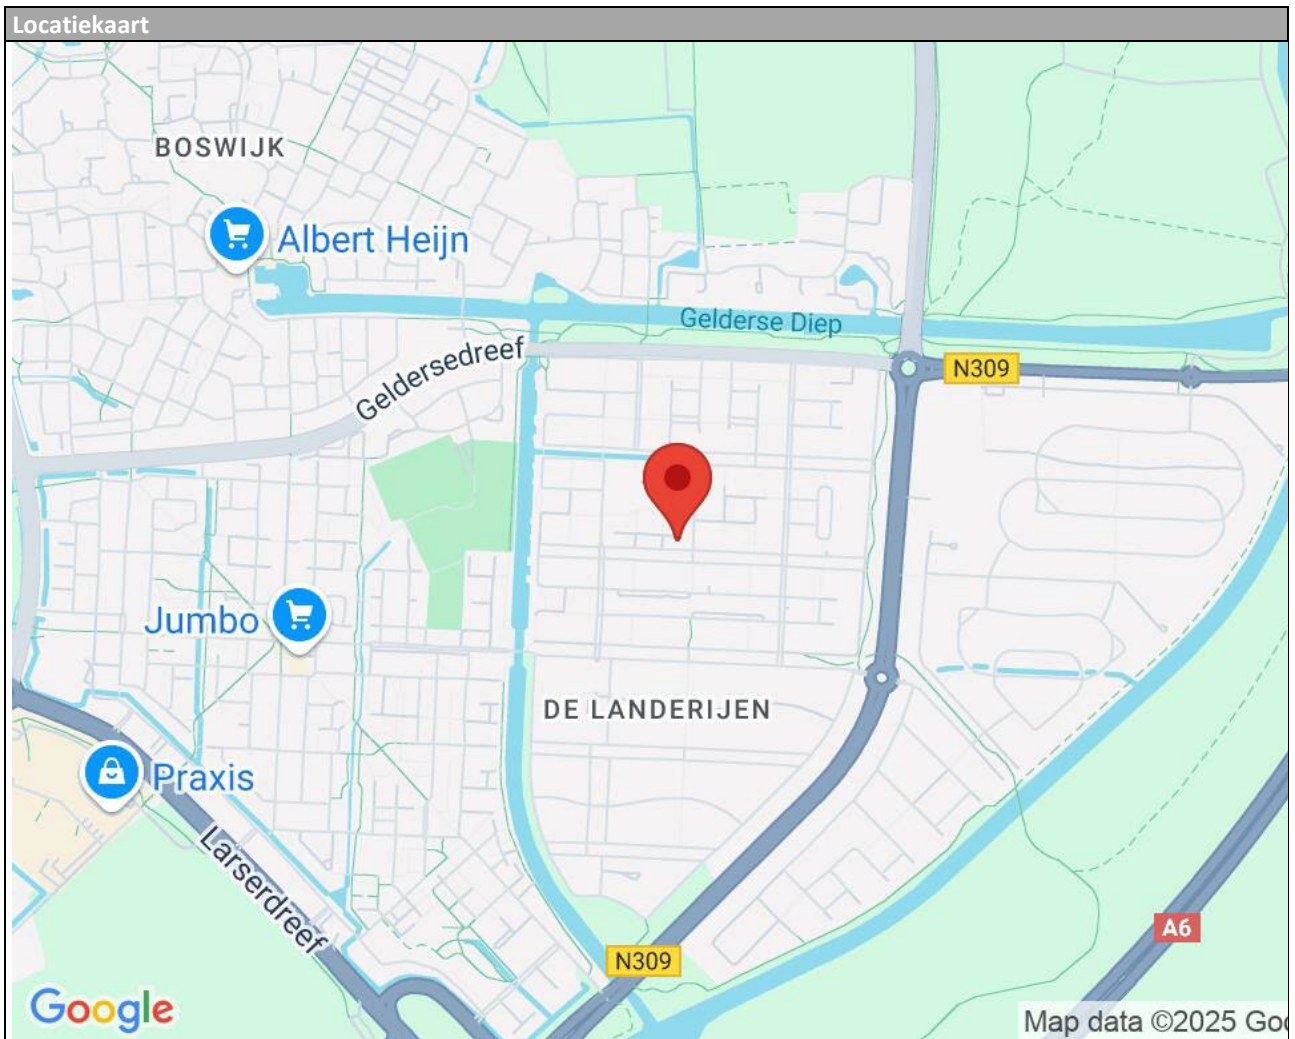 Locatiekaart
BOSWIJK
Albert Heijn
Gelderse Diep
Geldersedreef
N309
Jumbo
DE LANDERIJEN
Praxis
Larserdreef
A6
N309
Google
Map data ©2025 Goo